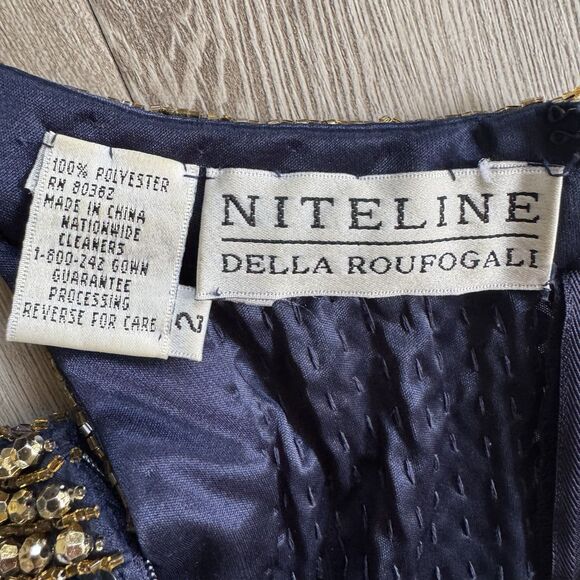 100% POLYESTER
RN 80362
MADE IN CHINA
NATIONWIDE
CLEANERS
1-800-242 GOWN
GUARANTEE
PROCESSING
REVERSE FOR CARE
2
NITELINE
DELLA ROUFOGALI